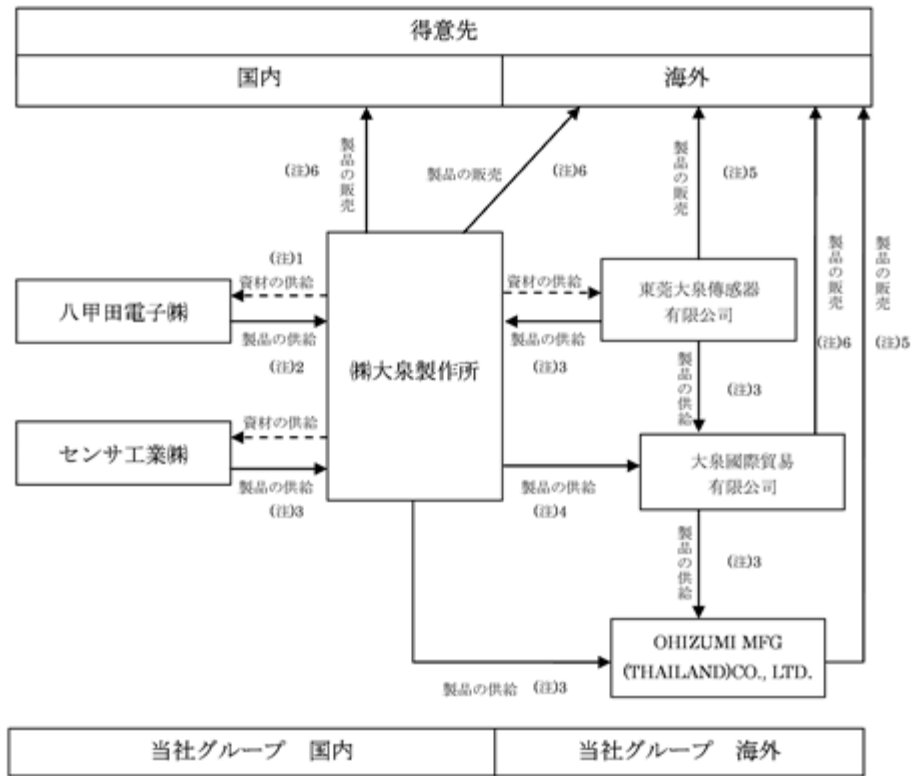 得意先
国内
海外
(注)6
製品の販売
製品の販売
(注)6
製品の販売
(注)5
製品の販売
(注)6
製品の販売
(注)5
(注)1
資材の供給
八甲田電子㈱
製品の供給
(注)2
㈱大泉製作所
資材の供給
製品の供給
(注)3
東莞大泉傳感器
有限公司
製品の供給
(注)3
資材の供給
センサ工業㈱
製品の供給
(注)3
製品の供給
(注)4
大泉國際貿易
有限公司
製品の供給
(注)3
OHIZUMI MFG
(THAILAND)CO., LTD.
製品の供給
(注)3
当社グループ 国内
当社グループ 海外